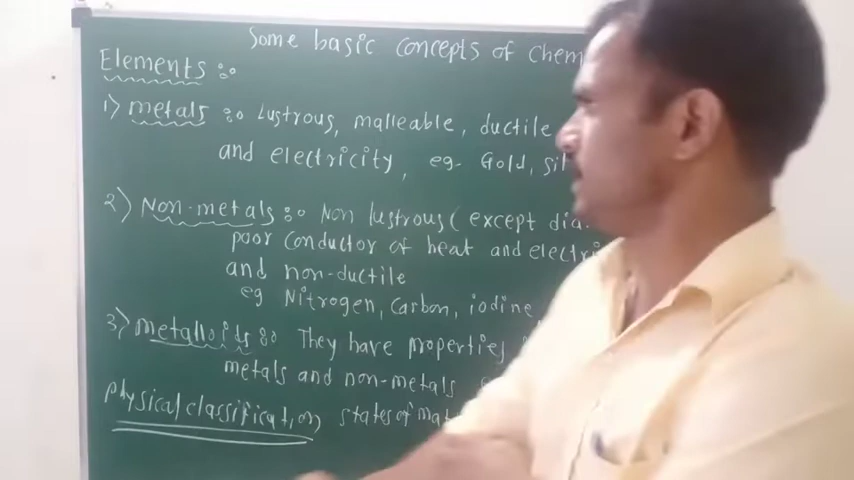 Some basic concepts of Chem
Elements :-
1) metals :- Lustrous, malleable, ductile
and electricity, eg- Gold, sil
2) Non-metals :- Non lustrous (except dia
poor conductor of heat and electri
and non-ductile
eg Nitrogen, Carbon, iodine
3) metalloids :- They have properties
metals and non-metals
physical classification) states of mat